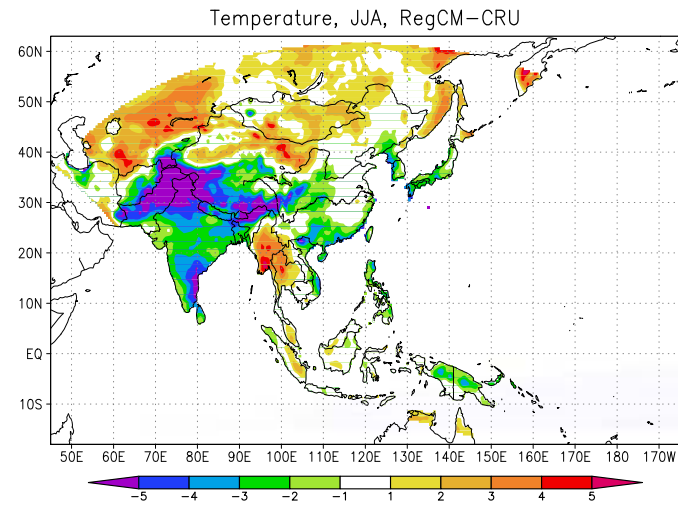 Temperature, JJA, RegCM−CRU
60N
50N
40N
30N
20N
10N
EQ
10S
50E 60E 70E 80E 90E 100E 110E 120E 130E 140E 150E 160E 170E 180 170W
−5 −4 −3 −2 −1 1 2 3 4 5